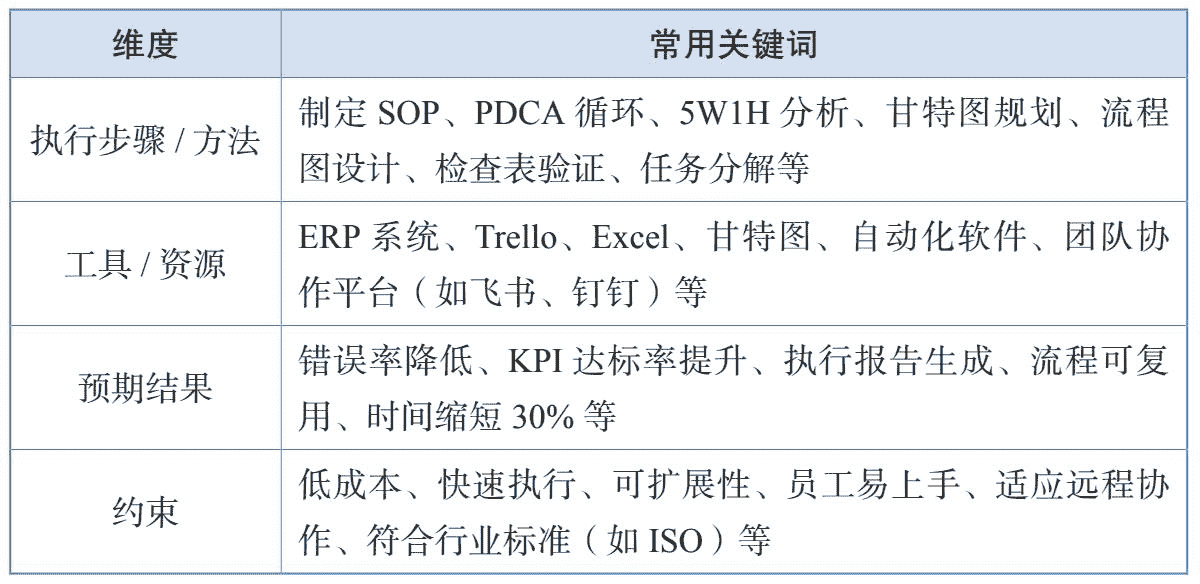 维度
常用关键词
执行步骤 / 方法
制定 SOP、PDCA 循环、5W1H 分析、甘特图规划、流程
图设计、检查表验证、任务分解等
工具 / 资源
ERP 系统、Trello、Excel、甘特图、自动化软件、团队协
作平台（如飞书、钉钉）等
预期结果
错误率降低、KPI 达标率提升、执行报告生成、流程可复
用、时间缩短 30% 等
约束
低成本、快速执行、可扩展性、员工易上手、适应远程协
作、符合行业标准（如 ISO）等